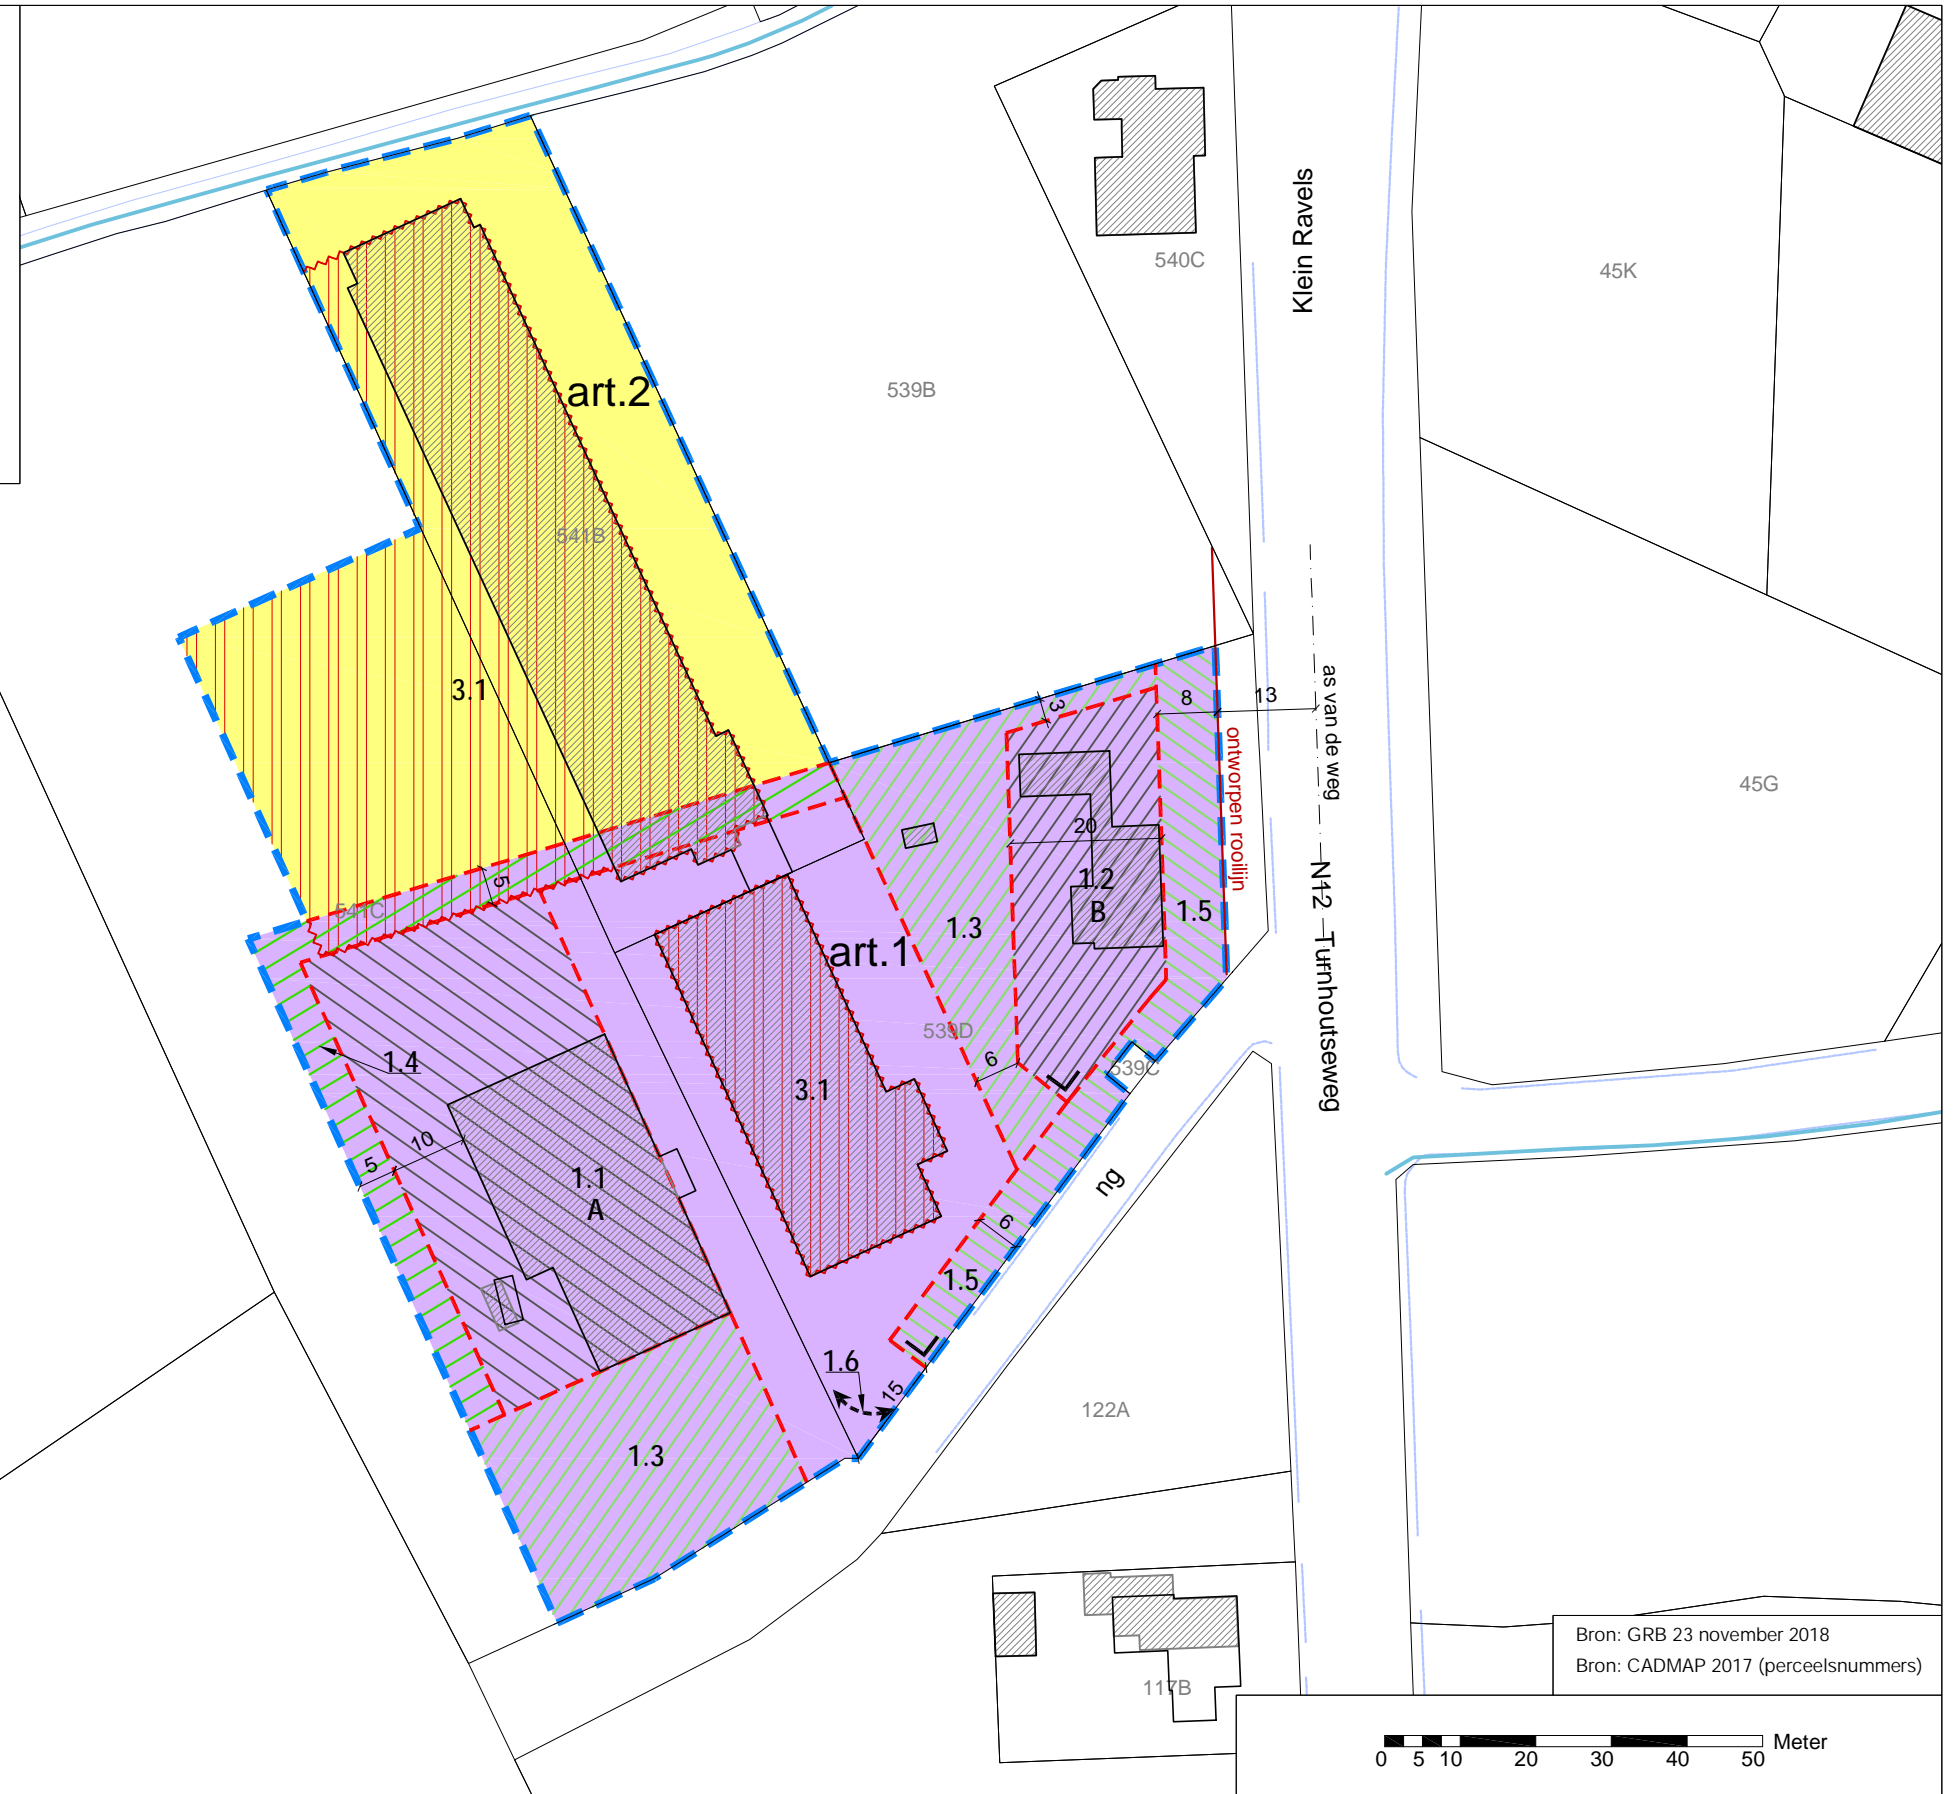 Klein Ravels
540C
45K
539B
art.2
541B
3.1
as van de weg
8
13
3
ontworpen rooilijn
45G
20
1.2
B
1.3
1.5
N12 Turnhoutseweg
5
541C
art.1
539D
6
539C
1.4
3.1
10
5
1.1
A
ng
6
1.5
1.6
15
122A
1.3
117B
Bron: GRB 23 november 2018
Bron: CADMAP 2017 (perceelsnummers)
Meter
0 5 10 20 30 40 50